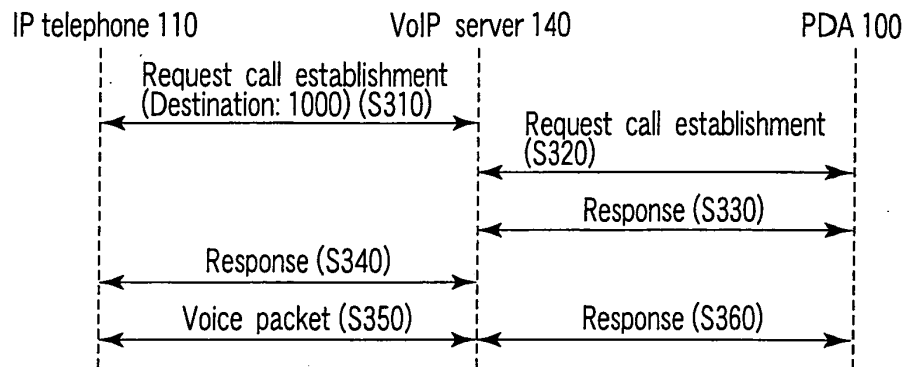 IP telephone 110
VoIP server 140
PDA 100
Request call establishment
(Destination: 1000) (S310)
Request call establishment
(S320)
Response (S330)
Response (S340)
Voice packet (S350)
Response (S360)